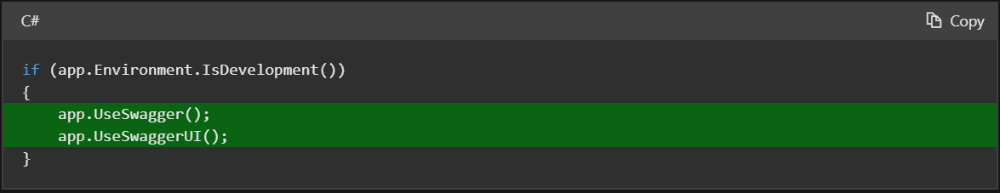 C#
Copy
if (app.Environment.IsDevelopment())
{
    app.UseSwagger();
    app.UseSwaggerUI();
}